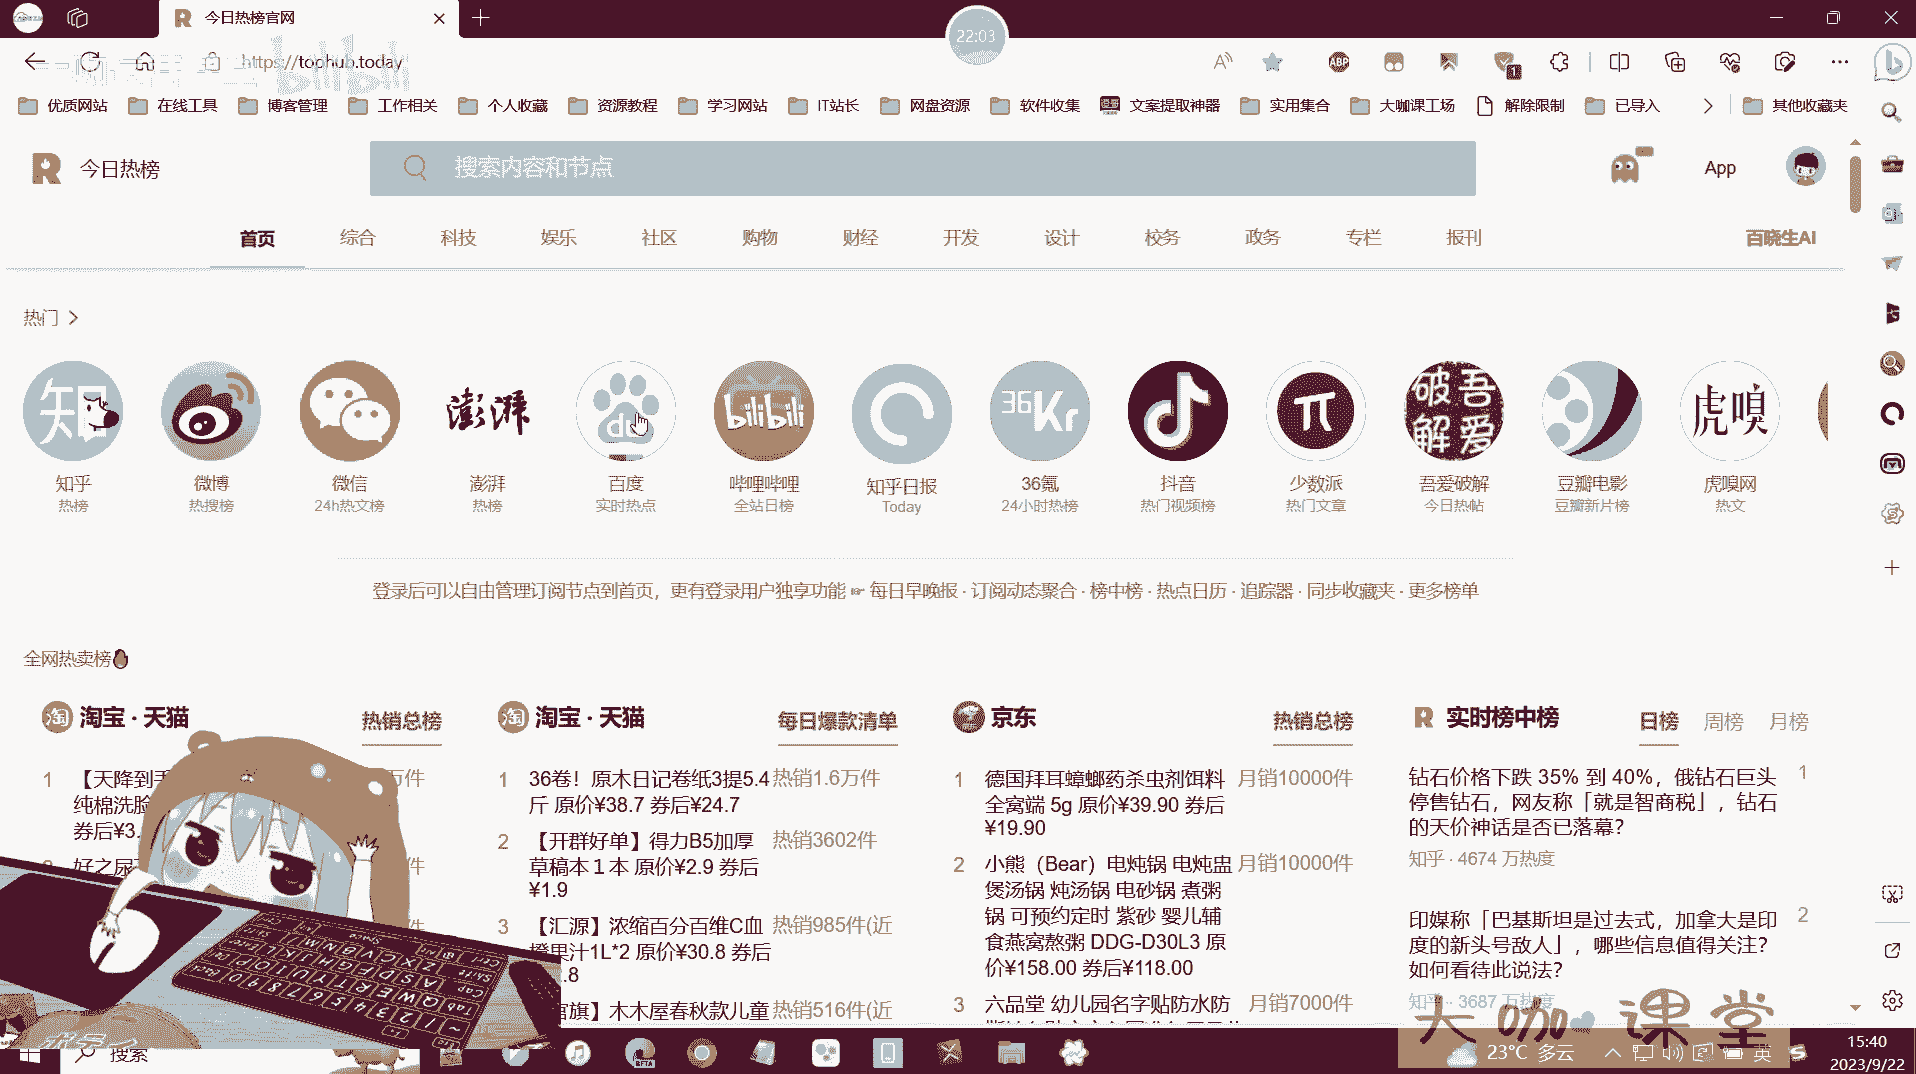 今日热榜官网
22:03
https://tophub.today
bilibili
优质网站 在线工具 博客管理 工作相关 个人收藏 资源教程 学习网站 IT站长 网盘资源 软件收集 文案提取神器 实用集合 大咖课工场 解除限制 已导入 其他收藏夹
今日热榜 搜索内容和节点 App
首页 综合 科技 娱乐 社区 购物 财经 开发 设计 校务 政务 专栏 报刊 百晓生AI
热门
知乎 微博 微信 澎湃 百度 哔哩哔哩 知乎日报 36氪 抖音 少数派 吾爱破解 豆瓣电影 虎嗅网
热榜 热搜榜 24h热文榜 热榜 实时热点 全站日榜 Today 24小时热榜 热门视频榜 热门文章 今日热帖 豆瓣新片榜 热文
登录后可以自由管理订阅节点到首页，更有登录用户独享功能 ☞ 每日早晚报 · 订阅动态聚合 · 榜中榜 · 热点日历 · 追踪器 · 同步收藏夹 · 更多榜单
全网热卖榜
淘宝 · 天猫 热销总榜
1 【天降到手
纯棉洗脸
券后¥3.
好之尿
淘宝 · 天猫 每日爆款清单
1 36卷！原木日记卷纸3提5.4 热销1.6万件
斤 原价¥38.7 券后¥24.7
2 【开群好单】得力B5加厚 热销3602件
草稿本１本 原价¥2.9 券后
¥1.9
3 【汇源】浓缩百分百维C血 热销985件(近
橙果汁1L*2 原价¥30.8 券后
.8
官旗】木木屋春秋款儿童 热销516件(近
京东 热销总榜
1 德国拜耳蟑螂药杀虫剂饵料 月销10000件
全窝端 5g 原价¥39.90 券后
¥19.90
2 小熊（Bear）电炖锅 电炖盅 月销10000件
煲汤锅 炖汤锅 电砂锅 煮粥
锅 可预约定时 紫砂 婴儿辅
食燕窝熬粥 DDG-D30L3 原
价¥158.00 券后¥118.00
3 六品堂 幼儿园名字贴防水防 月销7000件
实时榜中榜 日榜 周榜 月榜
钻石价格下跌 35% 到 40%，俄钻石巨头 1
停售钻石，网友称「就是智商税」，钻石
的天价神话是否已落幕？
知乎 · 4674 万热度
印媒称「巴基斯坦是过去式，加拿大是印 2
度的新头号敌人」，哪些信息值得关注？
如何看待此说法？
知乎 · 3687 万热度
大咖课堂
搜索
23°C 多云 英 15:40
2023/9/22